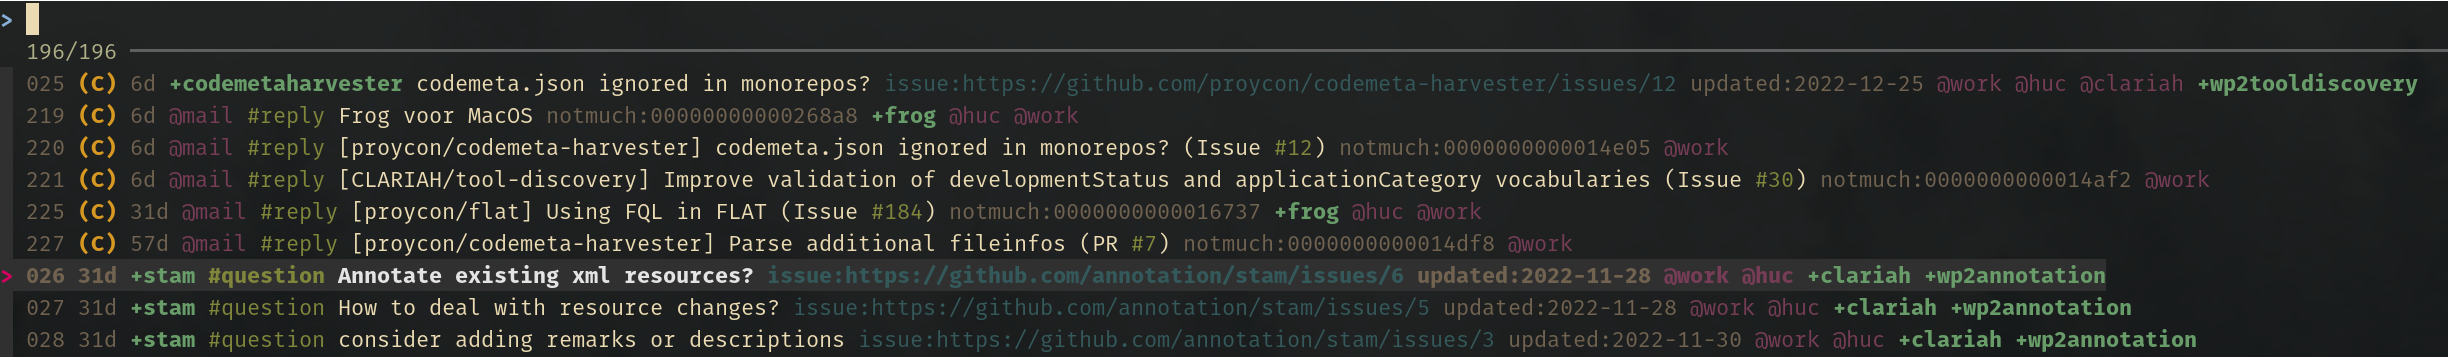 >
196/196
025 (C) 6d +codemetaharvester codemeta.json ignored in monorepos? issue:https://github.com/proycon/codemeta-harvester/issues/12 updated:2022-12-25 @work @huc @clariah +wp2tooldiscovery
219 (C) 6d @mail #reply Frog voor MacOS notmuch:00000000000268a8 +frog @huc @work
220 (C) 6d @mail #reply [proycon/codemeta-harvester] codemeta.json ignored in monorepos? (Issue #12) notmuch:0000000000014e05 @work
221 (C) 6d @mail #reply [CLARIAH/tool-discovery] Improve validation of developmentStatus and applicationCategory vocabularies (Issue #30) notmuch:0000000000014af2 @work
225 (C) 31d @mail #reply [proycon/flat] Using FQL in FLAT (Issue #184) notmuch:0000000000016737 +frog @huc @work
227 (C) 57d @mail #reply [proycon/codemeta-harvester] Parse additional fileinfos (PR #7) notmuch:0000000000014df8 @work
> 026 31d +stam #question Annotate existing xml resources? issue:https://github.com/annotation/stam/issues/6 updated:2022-11-28 @work @huc +clariah +wp2annotation
027 31d +stam #question How to deal with resource changes? issue:https://github.com/annotation/stam/issues/5 updated:2022-11-28 @work @huc +clariah +wp2annotation
028 31d +stam #question consider adding remarks or descriptions issue:https://github.com/annotation/stam/issues/3 updated:2022-11-30 @work @huc +clariah +wp2annotation